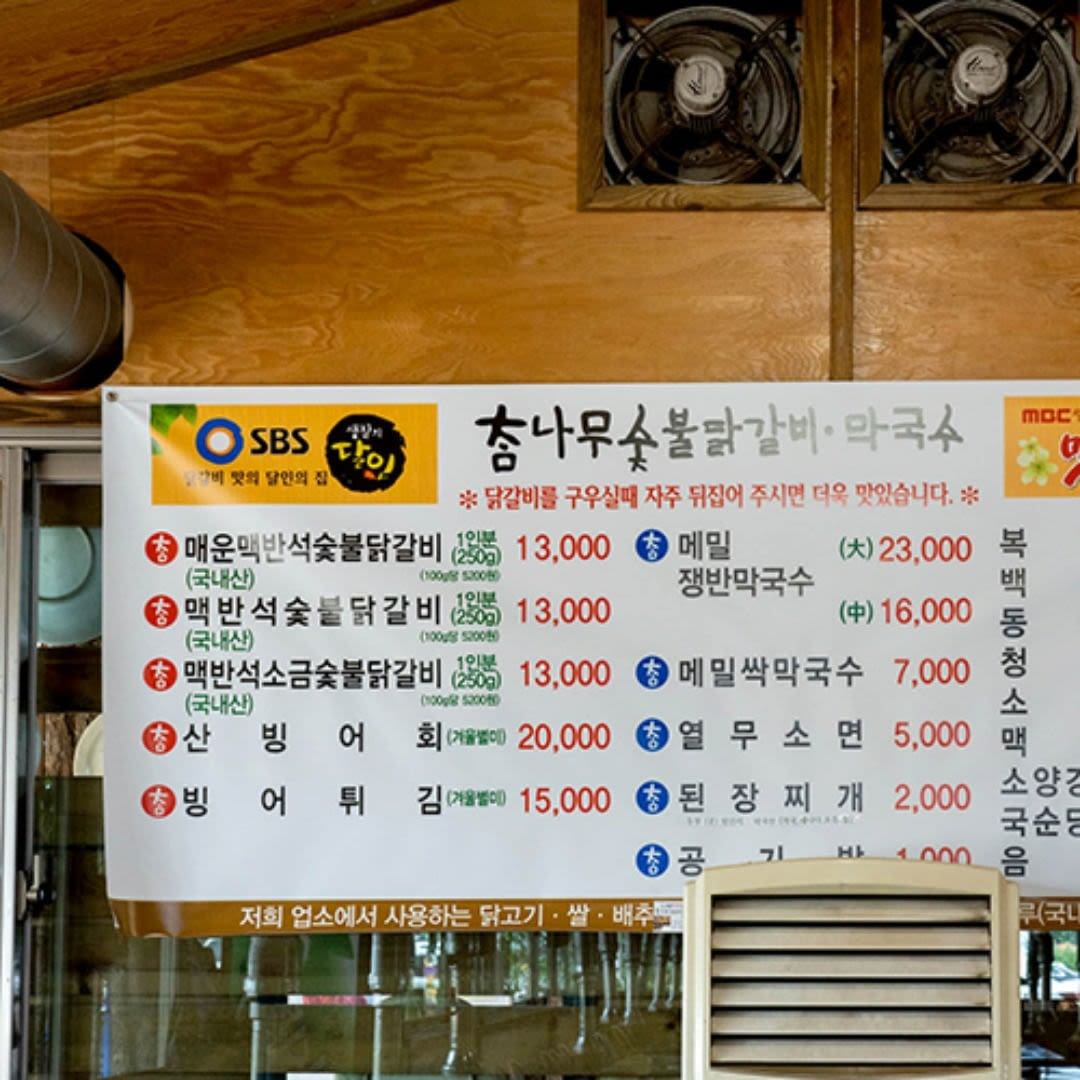 SBS
생활의 달인
닭갈비 맛의 달인의 집
참나무숯불닭갈비·막국수
※ 닭갈비를 구우실때 자주 뒤집어 주시면 더욱 맛있습니다. ※
MBC
참 매운맥반석숯불닭갈비 1인분 (250g) 13,000
(국내산) (100g당 5200원)
참 맥반석숯불닭갈비 1인분 (250g) 13,000
(국내산) (100g당 5200원)
참 맥반석소금숯불닭갈비 1인분 (250g) 13,000
(국내산) (100g당 5200원)
참 산빙어회 (겨울별미) 20,000
참 빙어튀김 (겨울별미) 15,000
참 메밀 (大) 23,000
쟁반막국수
(中) 16,000
참 메밀싹막국수 7,000
참 열무소면 5,000
참 된장찌개 2,000
참 공기밥 1,000
복
백
동
청
소
맥
소양강
국순당
음
저희 업소에서 사용하는 닭고기 · 쌀 · 배추